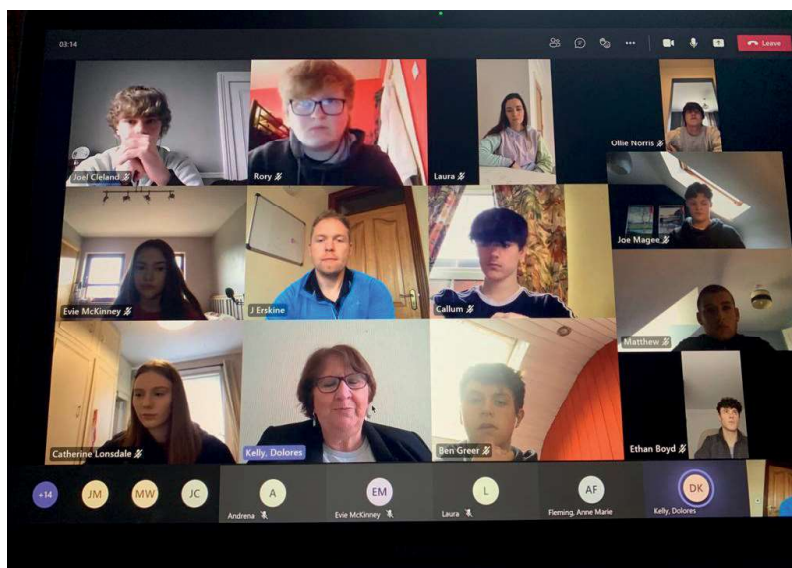 03:14
Leave
Joel Cleland
Rory
Laura
Ollie Norris
Evie McKinney
J Erskine
Callum
Joe Magee
Matthew
Catherine Lonsdale
Kelly, Dolores
Ben Greer
Ethan Boyd
+14
JM
MW
JC
A
EM
L
AF
DK
Andrena
Evie McKinney
Laura
Fleming, Anne Marie
Kelly, Dolores